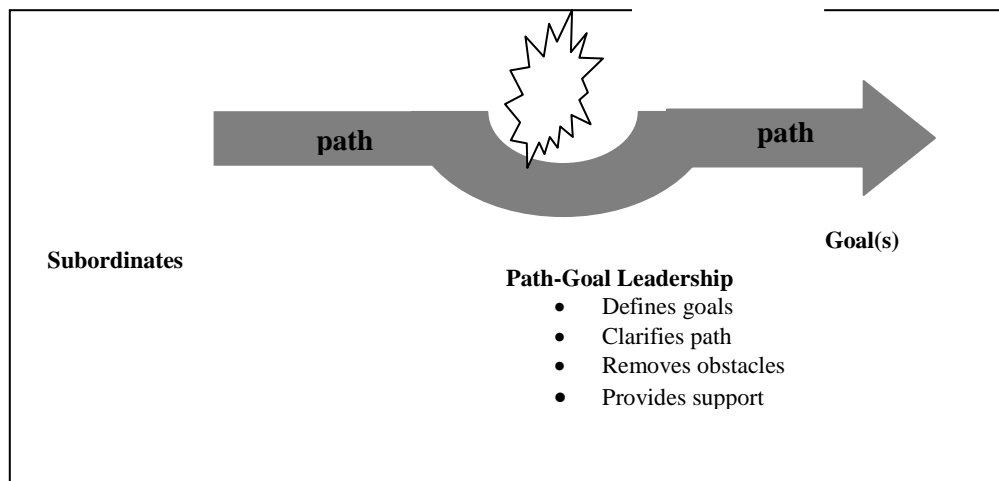 path
path
Goal(s)
Subordinates
Path-Goal Leadership
• Defines goals
• Clarifies path
• Removes obstacles
• Provides support